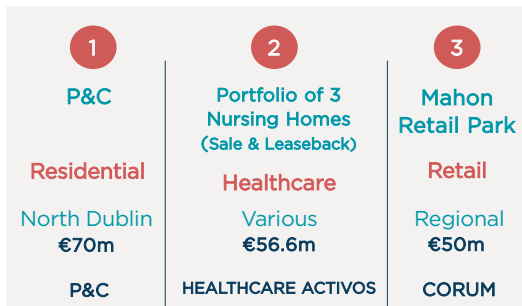 1
P&C
Residential
North Dublin
€70m
P&C
2
Portfolio of 3
Nursing Homes
(Sale & Leaseback)
Healthcare
Various
€56.6m
HEALTHCARE ACTIVOS
3
Mahon
Retail Park
Retail
Regional
€50m
CORUM